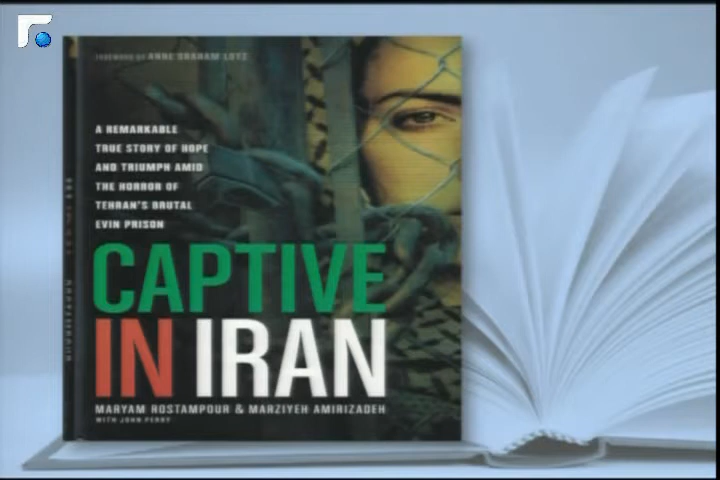 FOREWORD BY ANNE GRAHAM LOTZ
A REMARKABLE
TRUE STORY OF HOPE
AND TRIUMPH AMID
THE HORROR OF
TEHRAN'S BRUTAL
EVIN PRISON
CAPTIVE
IN IRAN
MARYAM ROSTAMPOUR & MARZIYEH AMIRIZADEH
WITH JOHN PERRY